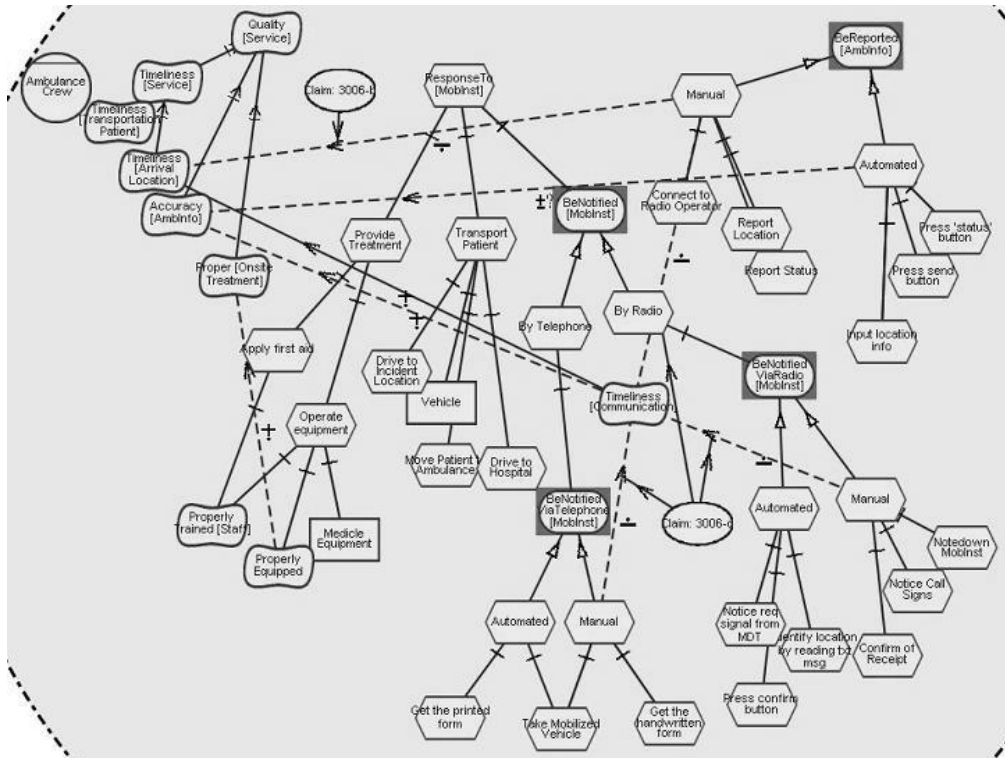 Quality
[Service]
BeReported
[AmbInfo]
Ambulance
Crew
Timeliness
[Service]
Claim: 3006-b
ResponseTo
[MobInst]
Manual
Timeliness
[Transportation
Patient]
Timeliness
[Arrival
Location]
Automated
Accuracy
[AmbInfo]
BeNotified
[MobInst]
Connect to
Radio Operator
Provide
Treatment
Transport
Patient
Report
Location
Press 'status'
button
Proper [Onsite
Treatment]
Report Status
Press send
button
By Telephone
By Radio
Input location
info
Apply first aid
Drive to
Incident
Location
BeNotified
ViaRadio
[MobInst]
Vehicle
Timeliness
[Communication]
Operate
equipment
Move Patient
Ambulance
Drive to
Hospital
BeNotified
ViaTelephone
[MobInst]
Automated
Manual
Properly
Trained [Staff]
Medicle
Equipment
Claim: 3006-
Notedown
MobInst
Properly
Equipped
Notice Call
Signs
Automated
Manual
Notice req
signal from
MDT
Identify location
by reading txt
msg
Confirm of
Receipt
Get the printed
form
Take Mobilized
Vehicle
Get the
handwritten
form
Press confirm
button